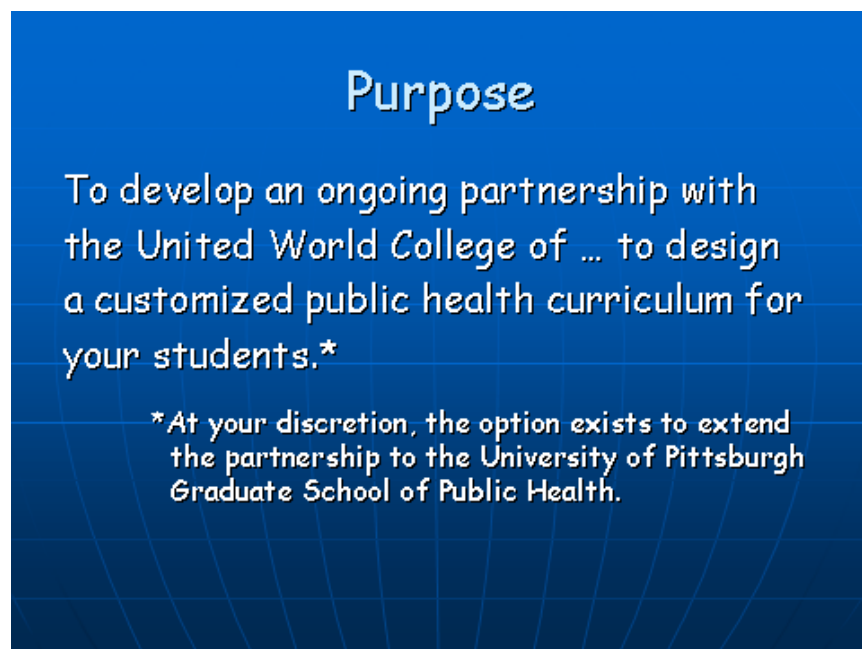 Purpose
To develop an ongoing partnership with
the United World College of … to design
a customized public health curriculum for
your students.*
*At your discretion, the option exists to extend
the partnership to the University of Pittsburgh
Graduate School of Public Health.